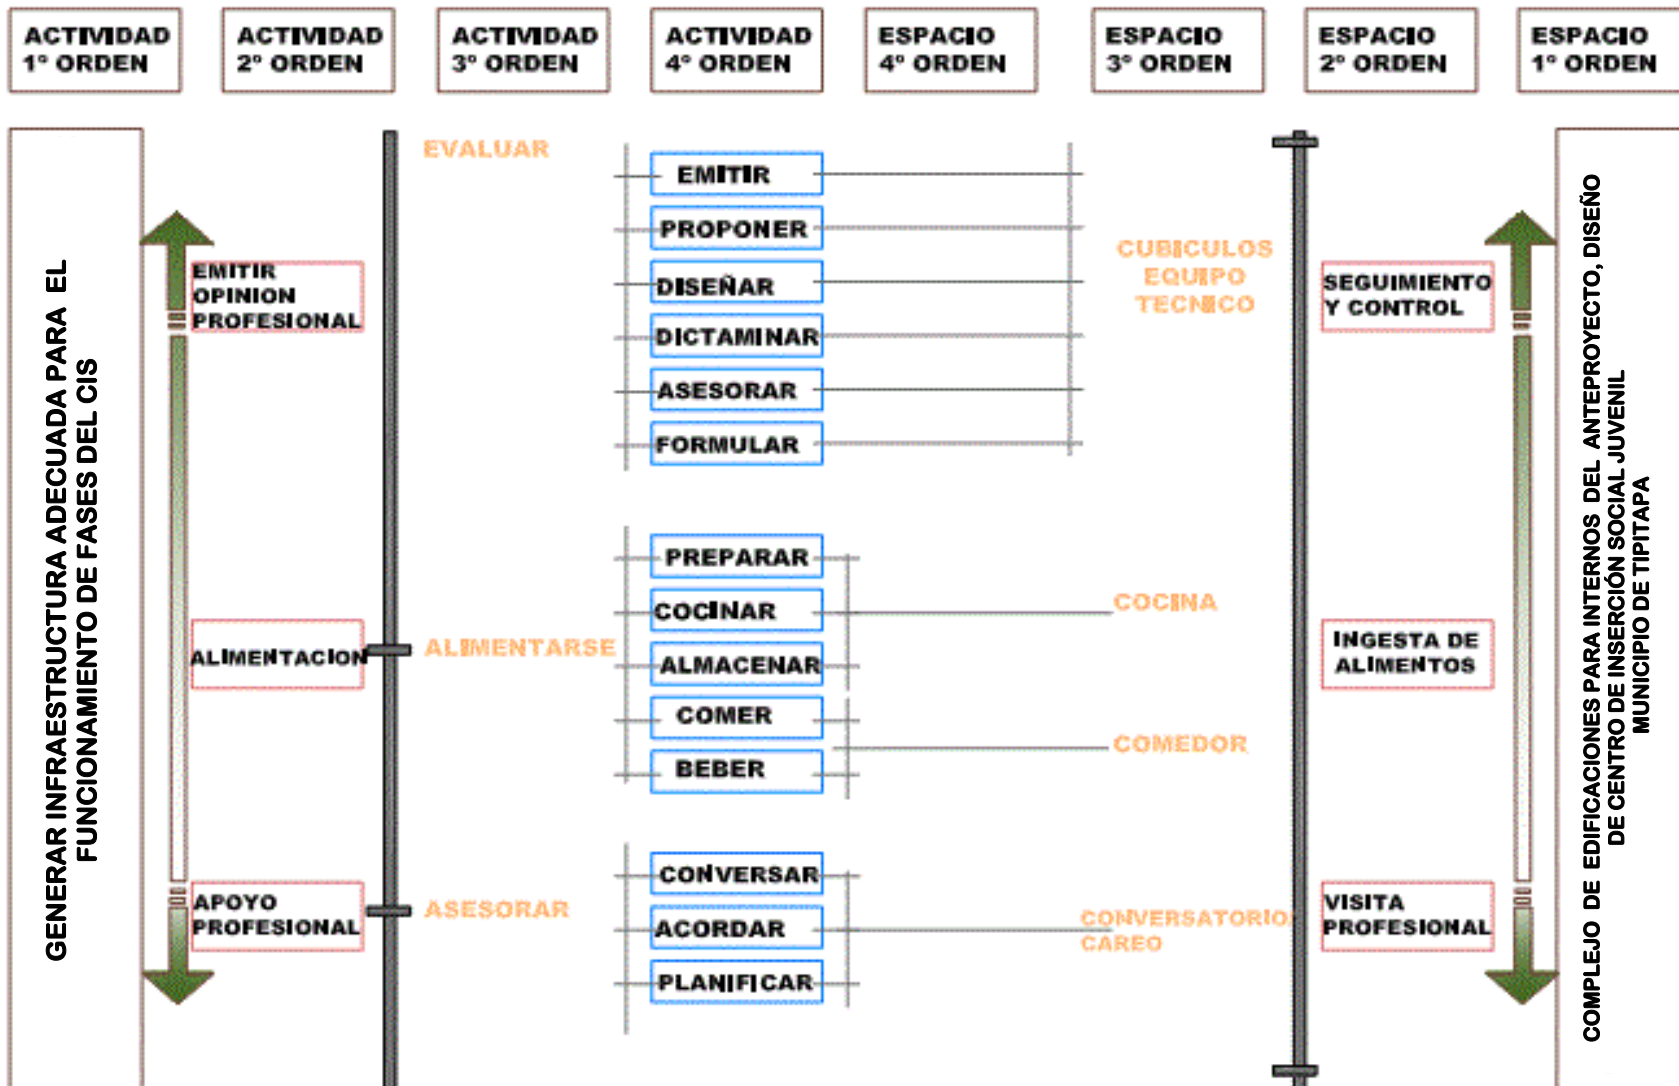 ACTIVIDAD
1° ORDEN
ACTIVIDAD
2° ORDEN
ACTIVIDAD
3° ORDEN
ACTIVIDAD
4° ORDEN
ESPACIO
4° ORDEN
ESPACIO
3° ORDEN
ESPACIO
2° ORDEN
ESPACIO
1° ORDEN
GENERAR INFRAESTRUCTURA ADECUADA PARA EL
FUNCIONAMIENTO DE FASES DEL CIS
EMITIR
OPINION
PROFESIONAL
EVALUAR
EMITIR
PROPONER
DISEÑAR
DICTAMINAR
ASESORAR
FORMULAR
CUBICULOS
EQUIPO
TECNICO
SEGUIMIENTO
Y CONTROL
ALIMENTACION
ALIMENTARSE
PREPARAR
COCINAR
ALMACENAR
COMER
BEBER
COCINA
COMEDOR
INGESTA DE
ALIMENTOS
APOYO
PROFESIONAL
ASESORAR
CONVERSAR
ACORDAR
PLANIFICAR
CONVERSATORIO/
CAREO
VISITA
PROFESIONAL
COMPLEJO DE EDIFICACIONES PARA INTERNOS DEL ANTEPROYECTO, DISEÑO
DE CENTRO DE INSERCIÓN SOCIAL JUVENIL
MUNICIPIO DE TIPITAPA